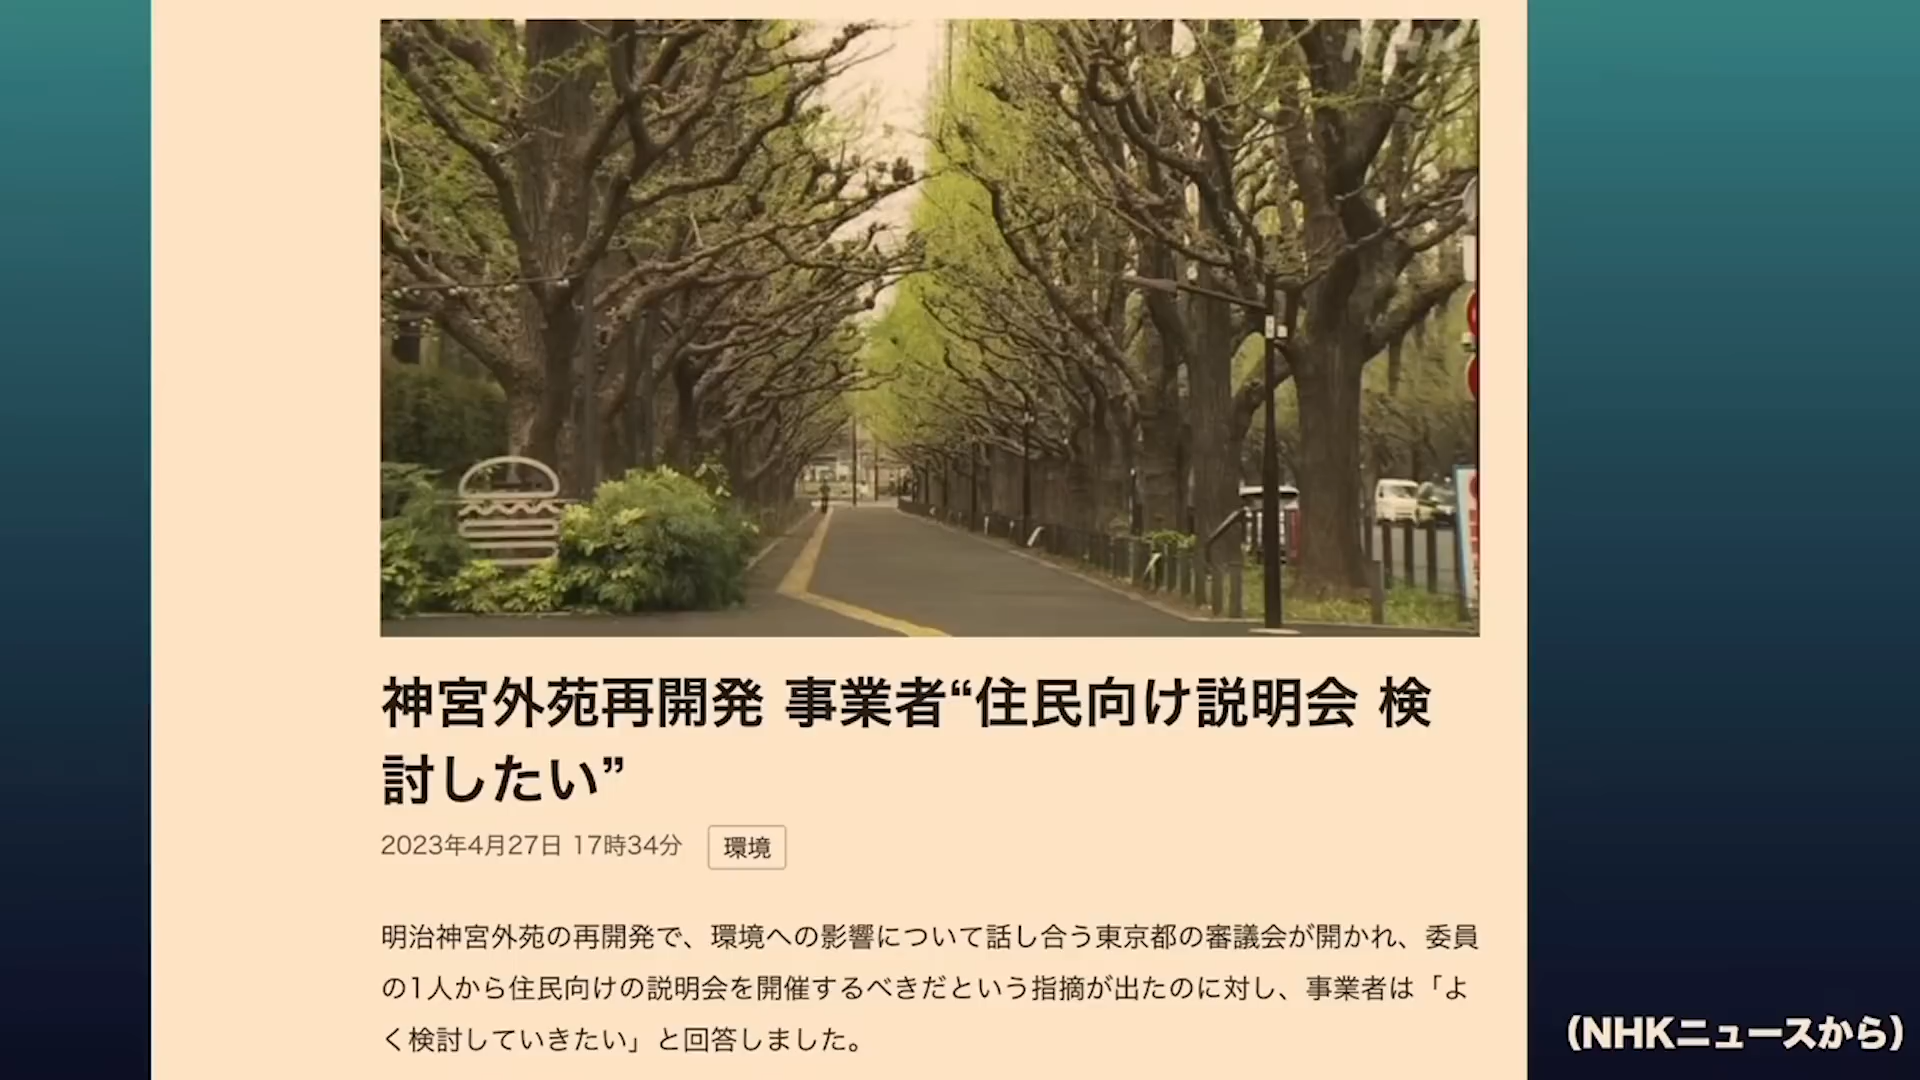 NHK
神宮外苑再開発 事業者“住民向け説明会 検
討したい”
2023年4月27日 17時34分 環境
明治神宮外苑の再開発で、環境への影響について話し合う東京都の審議会が開かれ、委員
の1人から住民向けの説明会を開催するべきだという指摘が出たのに対し、事業者は「よ
く検討していきたい」と回答しました。
(NHKニュースから)